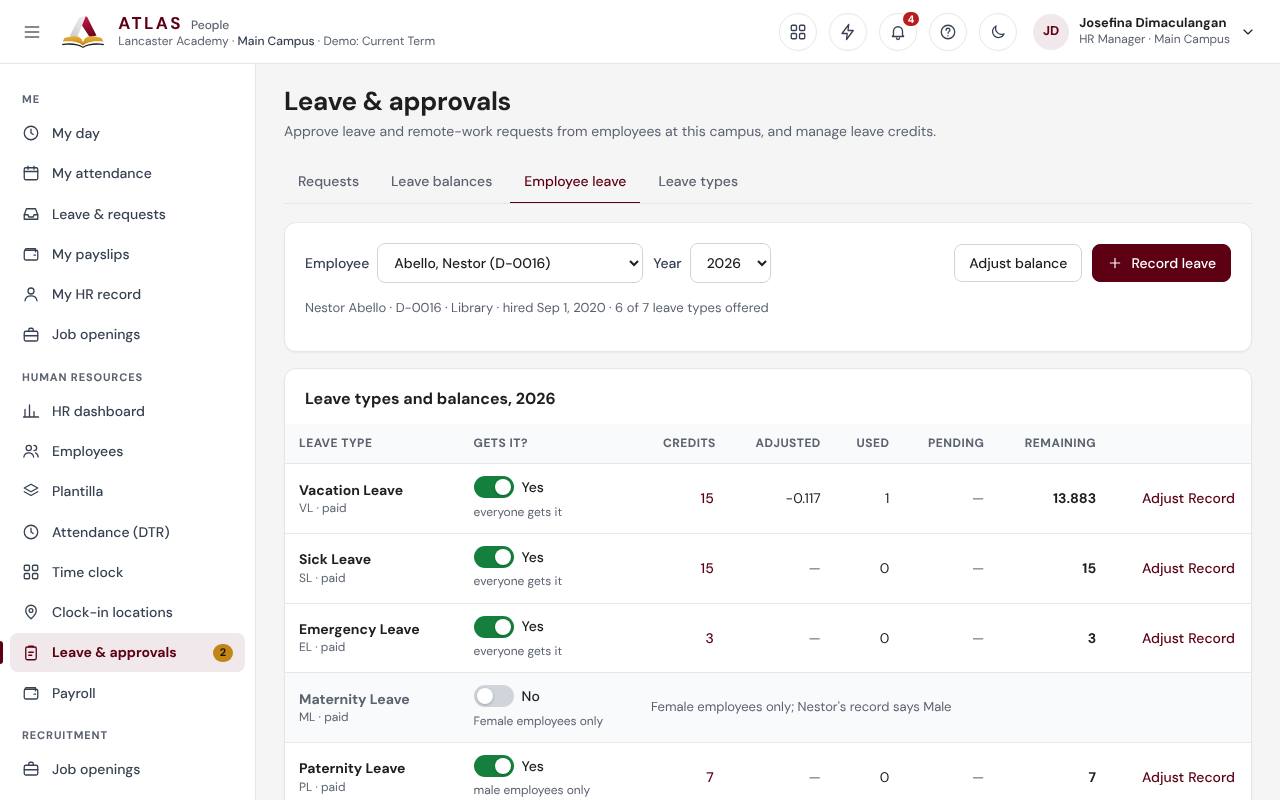 ATLAS People
Lancaster Academy · Main Campus · Demo: Current Term
4
JD
Josefina Dimaculangan
HR Manager · Main Campus
ME
My day
My attendance
Leave & requests
My payslips
My HR record
Job openings
HUMAN RESOURCES
HR dashboard
Employees
Plantilla
Attendance (DTR)
Time clock
Clock-in locations
Leave & approvals 2
Payroll
RECRUITMENT
Job openings
Leave & approvals
Approve leave and remote-work requests from employees at this campus, and manage leave credits.
Requests Leave balances Employee leave Leave types
Employee Abello, Nestor (D-0016) Year 2026 Adjust balance + Record leave
Nestor Abello · D-0016 · Library · hired Sep 1, 2020 · 6 of 7 leave types offered
Leave types and balances, 2026
LEAVE TYPE GETS IT? CREDITS ADJUSTED USED PENDING REMAINING
Vacation Leave Yes 15 -0.117 1 — 13.883 Adjust Record
VL · paid everyone gets it
Sick Leave Yes 15 — 0 — 15 Adjust Record
SL · paid everyone gets it
Emergency Leave Yes 3 — 0 — 3 Adjust Record
EL · paid everyone gets it
Maternity Leave No Female employees only; Nestor's record says Male
ML · paid Female employees only
Paternity Leave Yes 7 — 0 — 7 Adjust Record
PL · paid male employees only